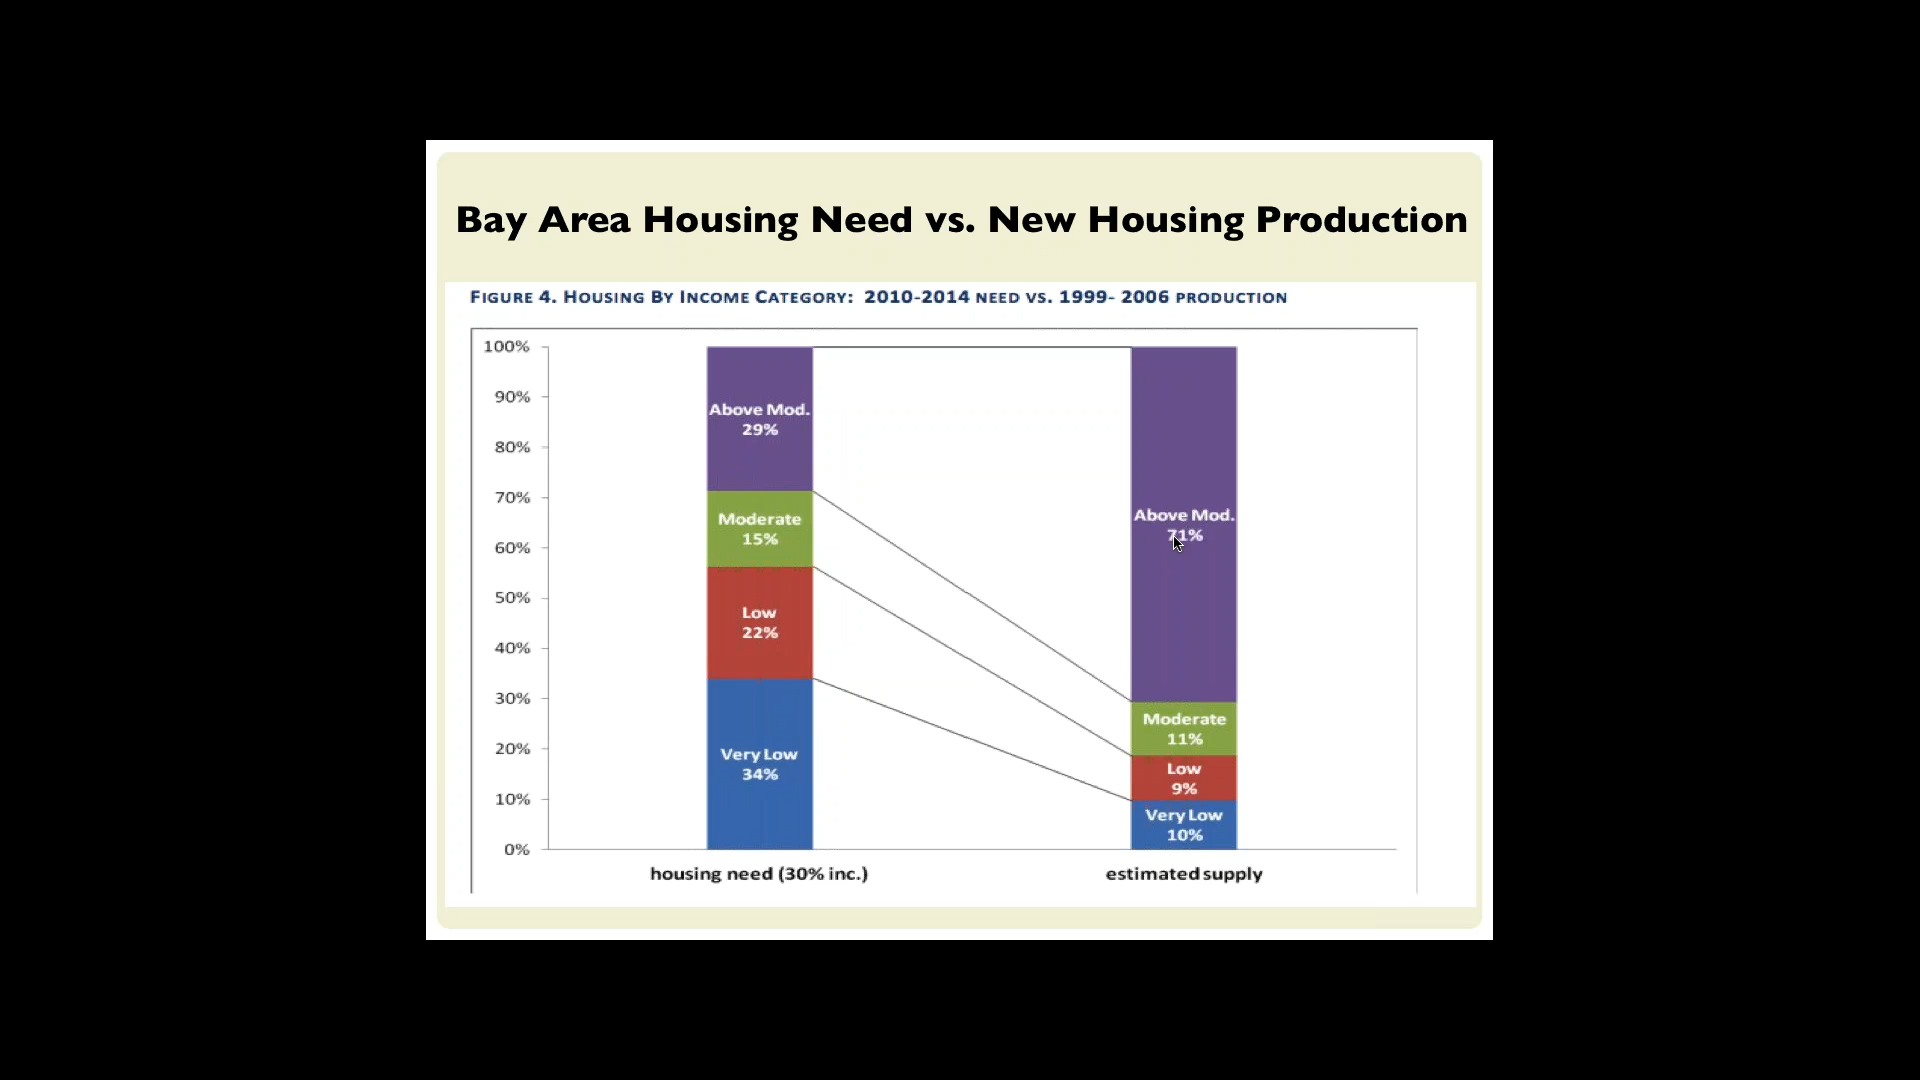 Bay Area Housing Need vs. New Housing Production
FIGURE 4. HOUSING BY INCOME CATEGORY: 2010-2014 NEED VS. 1999- 2006 PRODUCTION
100%
90%
80%
70%
60%
50%
40%
30%
20%
10%
0%
Above Mod.
29%
Moderate
15%
Low
22%
Very Low
34%
Above Mod.
71%
Moderate
11%
Low
9%
Very Low
10%
housing need (30% inc.)
estimated supply